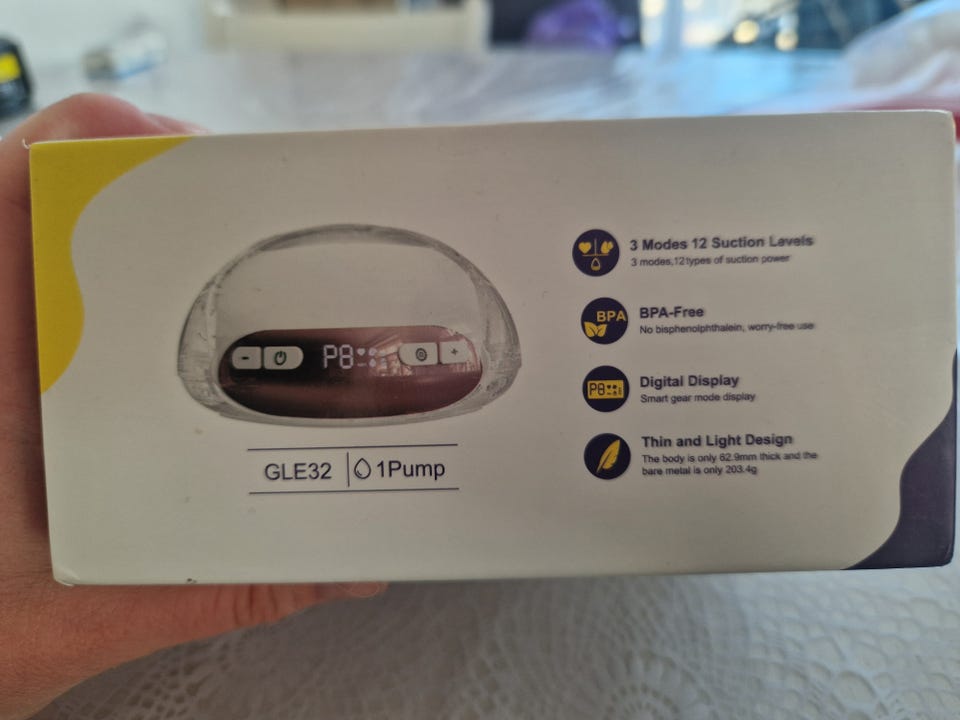 3 Modes 12 Suction Levels
3 modes,12types of suction power
BPA
BPA-Free
No bisphenolphthalein, worry-free use
P8
P8
Digital Display
Smart gear mode display
Thin and Light Design
The body is only 62.9mm thick and the
bare metal is only 203.4g
GLE32
1Pump